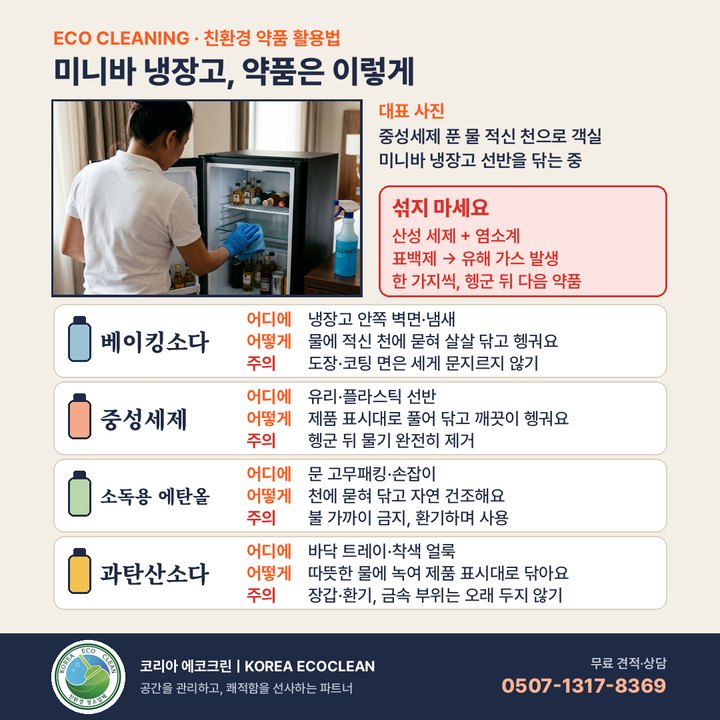 ECO CLEANING · 친환경 약품 활용법
미니바 냉장고, 약품은 이렇게
대표 사진
중성세제 푼 물 적신 천으로 객실
미니바 냉장고 선반을 닦는 중
섞지 마세요
산성 세제 + 염소계
표백제 → 유해 가스 발생
한 가지씩, 헹군 뒤 다음 약품
베이킹소다
어디에 냉장고 안쪽 벽면·냄새
어떻게 물에 적신 천에 묻혀 살살 닦고 헹궈요
주의 도장·코팅 면은 세게 문지르지 않기
중성세제
어디에 유리·플라스틱 선반
어떻게 제품 표시대로 풀어 닦고 깨끗이 헹궈요
주의 헹군 뒤 물기 완전히 제거
소독용 에탄올
어디에 문 고무패킹·손잡이
어떻게 천에 묻혀 닦고 자연 건조해요
주의 불 가까이 금지, 환기하며 사용
과탄산소다
어디에 바닥 트레이·착색 얼룩
어떻게 따뜻한 물에 녹여 제품 표시대로 닦아요
주의 장갑·환기, 금속 부위는 오래 두지 않기
KOREA ECO CLEAN
친환경 청소업체
코리아 에코크린 | KOREA ECOCLEAN
공간을 관리하고, 쾌적함을 선사하는 파트너
무료 견적·상담
0507-1317-8369